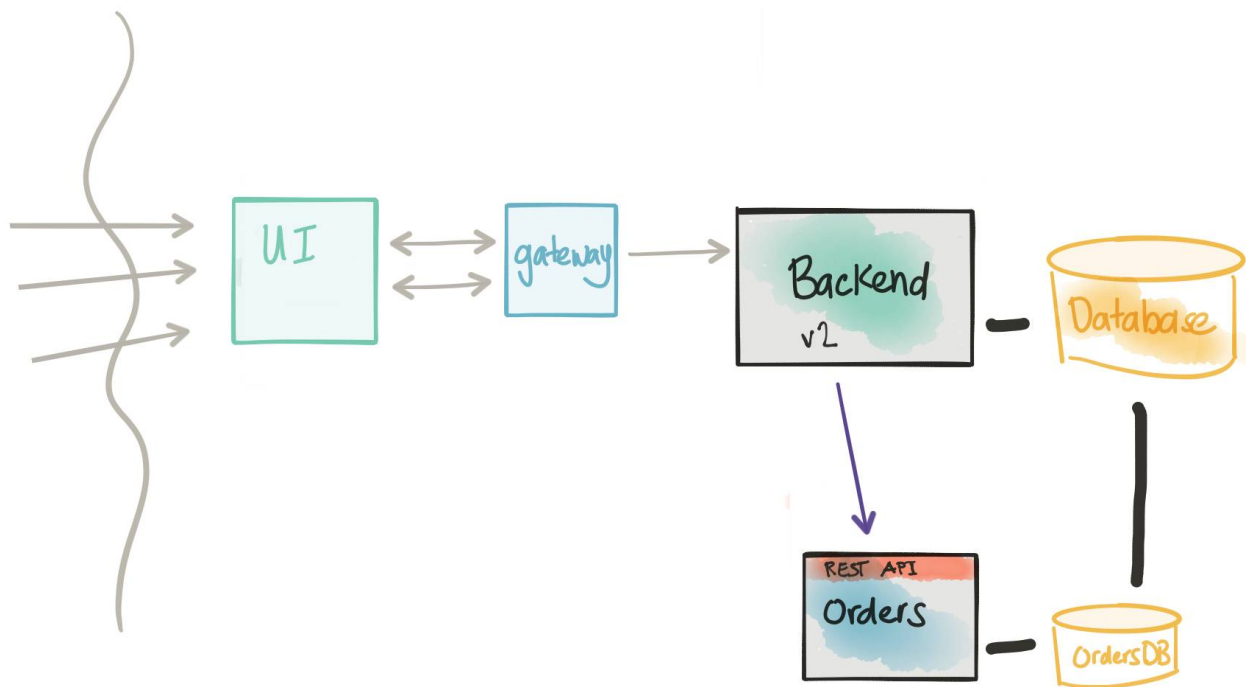 UI
gateway
Backend
v2
Database
REST API
Orders
OrdersDB